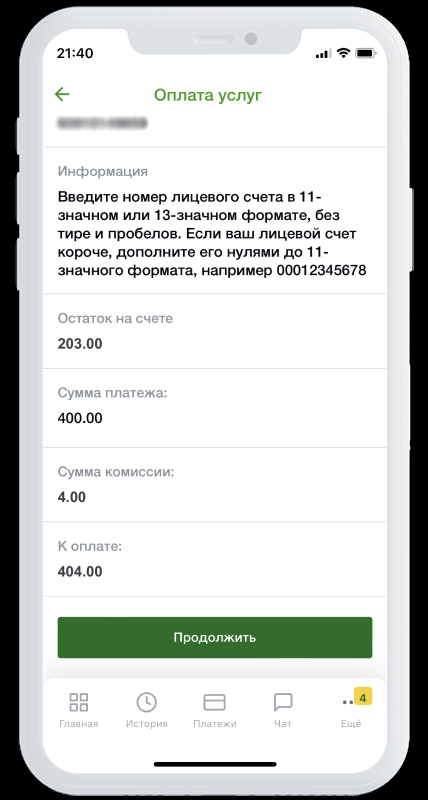 21:40
Оплата услуг
Информация
Введите номер лицевого счета в 11-
значном или 13-значном формате, без
тире и пробелов. Если ваш лицевой счет
короче, дополните его нулями до 11-
значного формата, например 00012345678
Остаток на счете
203.00
Сумма платежа:
400.00
Сумма комиссии:
4.00
К оплате:
404.00
Продолжить
4
Главная
История
Платежи
Чат
Ещё